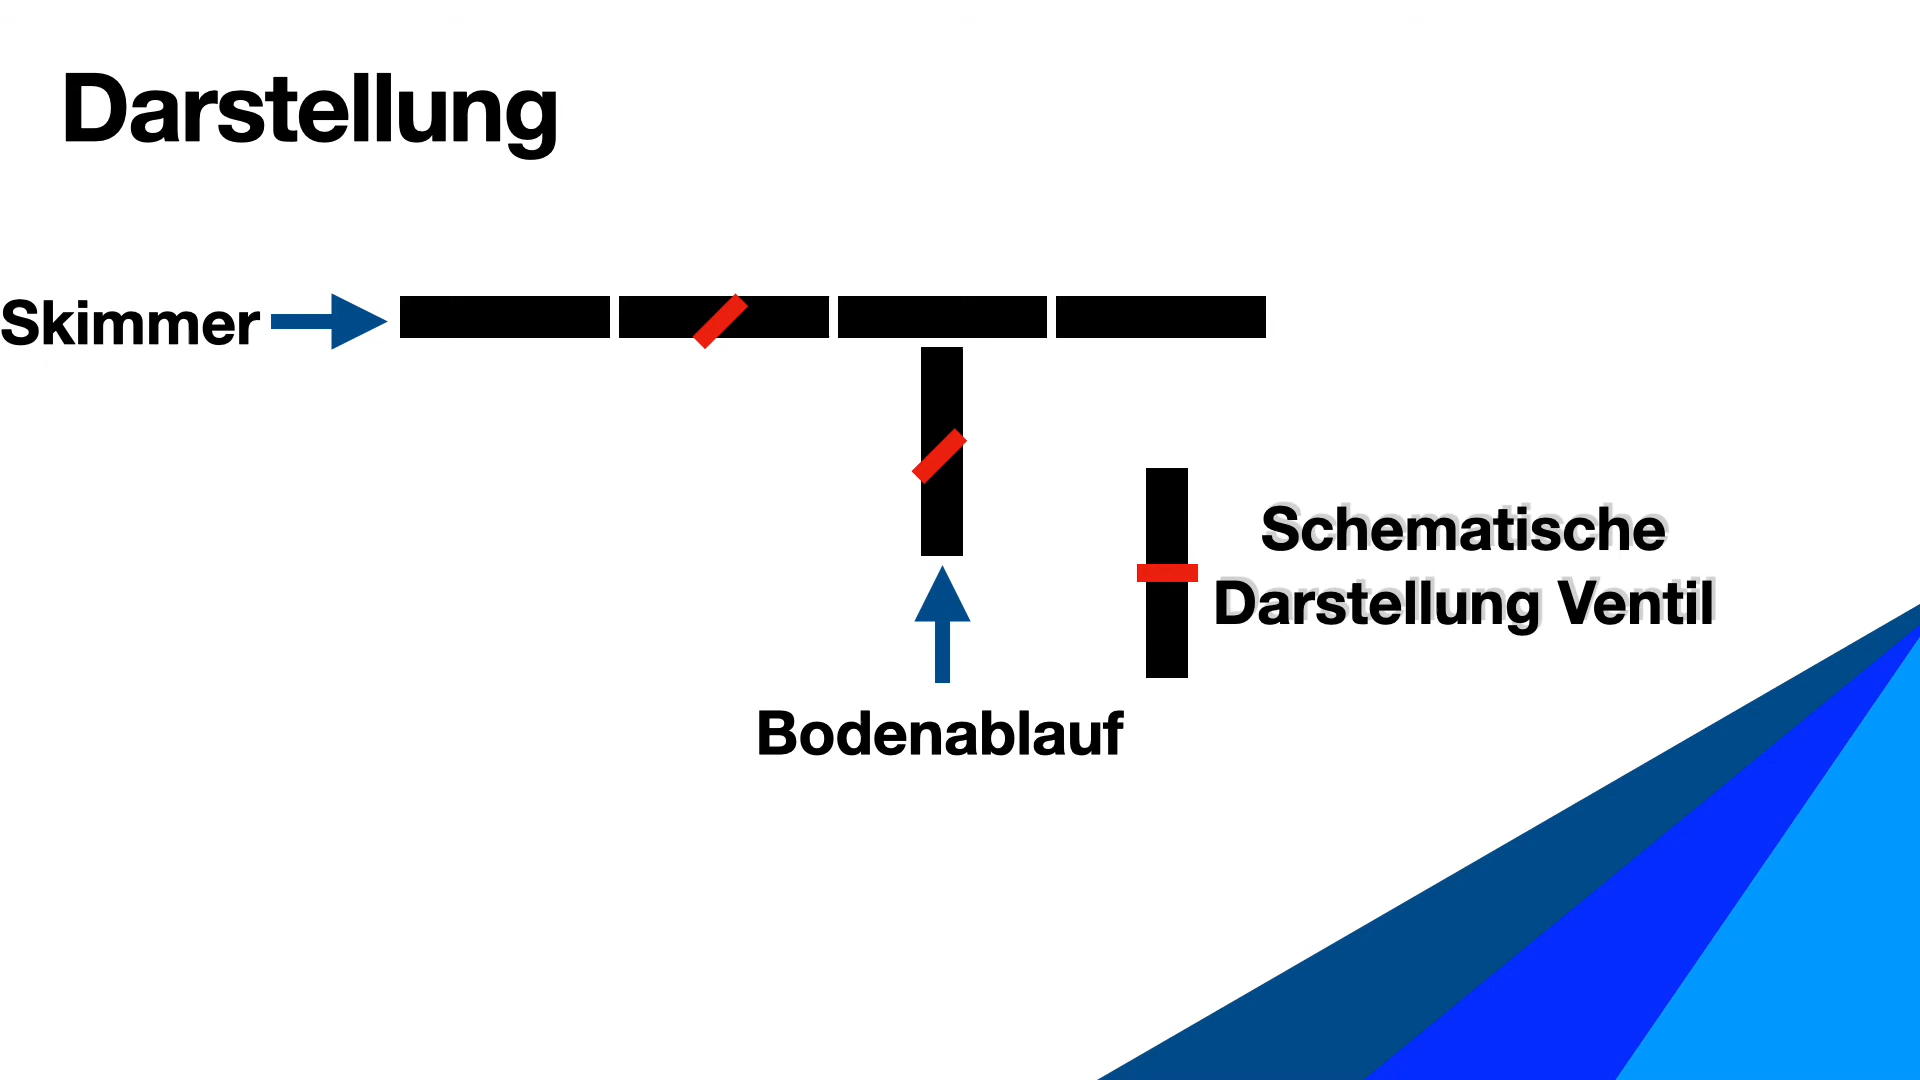 Darstellung
Skimmer
Schematische
Darstellung Ventil
Bodenablauf